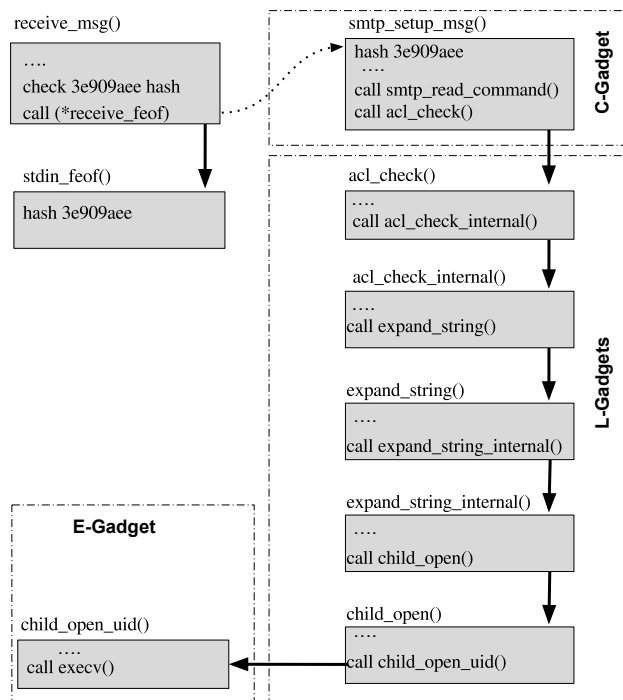 receive_msg()
....
check 3e909aee hash
call (*receive_feof)
stdin_feof()
hash 3e909aee
smtp_setup_msg()
hash 3e909aee
....
call smtp_read_command()
call acl_check()
C-Gadget
acl_check()
....
call acl_check_internal()
acl_check_internal()
....
call expand_string()
expand_string()
....
call expand_string_internal()
expand_string_internal()
....
call child_open()
child_open()
....
call child_open_uid()
L-Gadgets
E-Gadget
child_open_uid()
....
call execv()